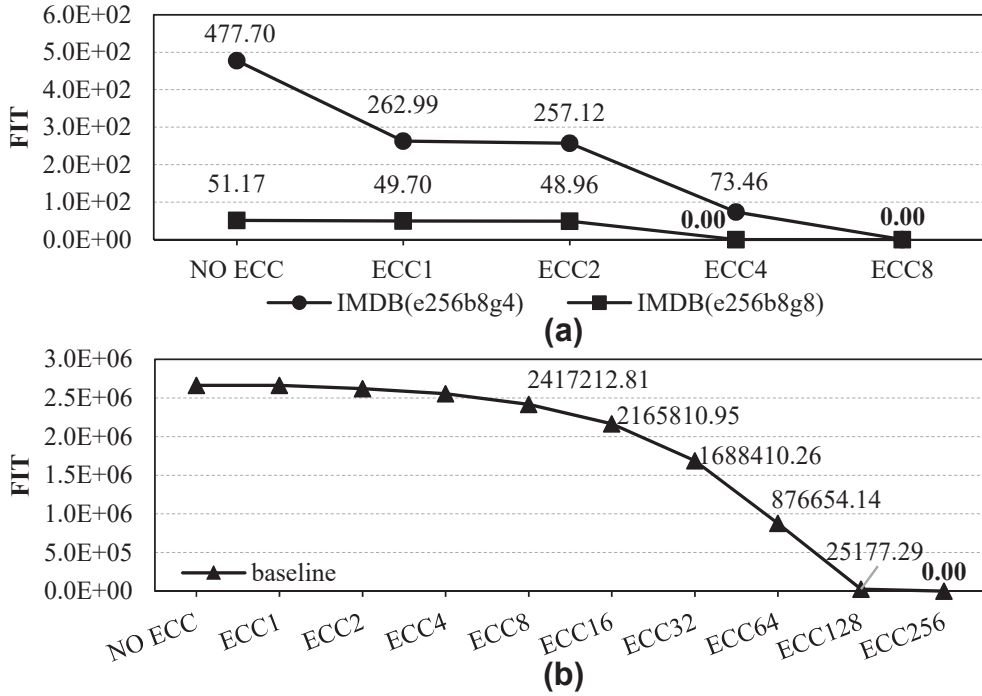 6.0E+02
477.70
5.0E+02
4.0E+02
262.99
257.12
3.0E+02
FIT
2.0E+02
51.17 49.70 48.96 73.46
1.0E+02
0.00 0.00
0.0E+00
NO ECC ECC1 ECC2 ECC4 ECC8
IMDB(e256b8g4) IMDB(e256b8g8)
(a)
3.0E+06
2417212.81
2.5E+06
2165810.95
2.0E+06
1688410.26
FIT
1.5E+06
876654.14
1.0E+06
25177.29
5.0E+05
baseline 0.00
0.0E+00
NO ECC ECC1 ECC2 ECC4 ECC8 ECC16 ECC32 ECC64 ECC128 ECC256
(b)